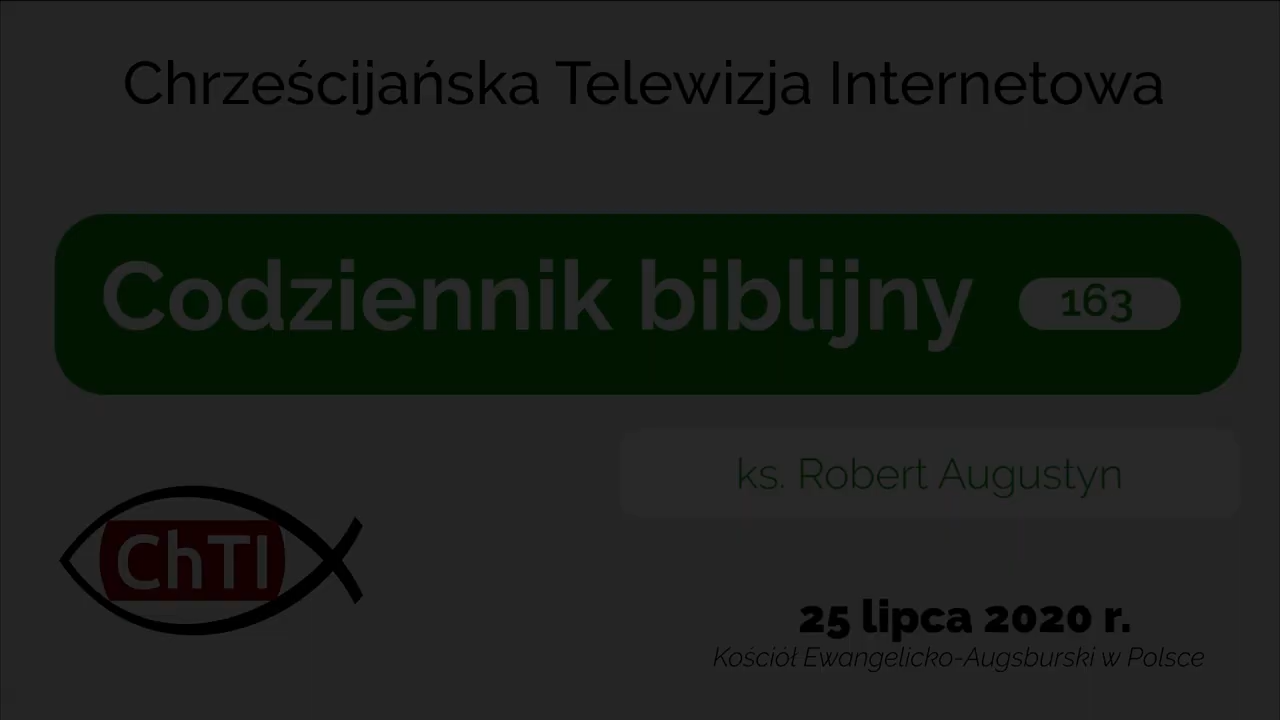 Chrześcijańska Telewizja Internetowa
Codziennik biblijny 163
ks. Robert Augustyn
ChTI
25 lipca 2020 r.
Kościół Ewangelicko-Augsburski w Polsce